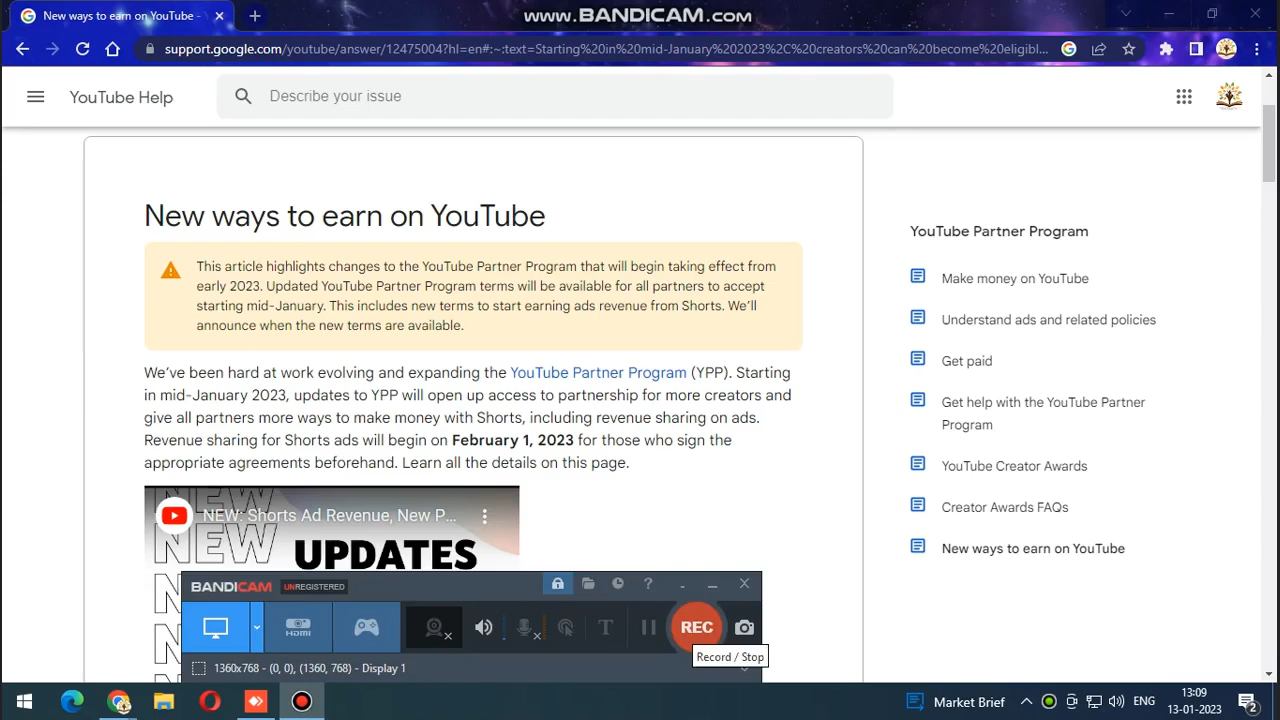 New ways to earn on YouTube -
www.BANDICAM.com
support.google.com/youtube/answer/12475004?hl=en#:~:text=Starting%20in%20mid-January%202023%2C%20creators%20can%20become%20eligibl...
YouTube Help
Describe your issue
New ways to earn on YouTube
This article highlights changes to the YouTube Partner Program that will begin taking effect from
early 2023. Updated YouTube Partner Program terms will be available for all partners to accept
starting mid-January. This includes new terms to start earning ads revenue from Shorts. We'll
announce when the new terms are available.
We've been hard at work evolving and expanding the YouTube Partner Program (YPP). Starting
in mid-January 2023, updates to YPP will open up access to partnership for more creators and
give all partners more ways to make money with Shorts, including revenue sharing on ads.
Revenue sharing for Shorts ads will begin on February 1, 2023 for those who sign the
appropriate agreements beforehand. Learn all the details on this page.
YouTube Partner Program
Make money on YouTube
Understand ads and related policies
Get paid
Get help with the YouTube Partner
Program
YouTube Creator Awards
Creator Awards FAQs
New ways to earn on YouTube
NEW
NEW: Shorts Ad Revenue, New P...
NEW
UPDATES
BANDICAM UNREGISTERED
HDMI
REC
Record / Stop
1360x768 - (0, 0), (1360, 768) - Display 1
Market Brief
ENG
13:09
13-01-2023
2